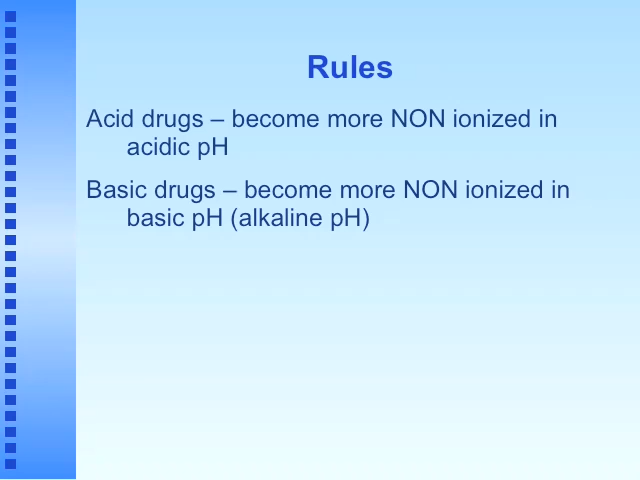 Rules
Acid drugs – become more NON ionized in
acidic pH
Basic drugs – become more NON ionized in
basic pH (alkaline pH)